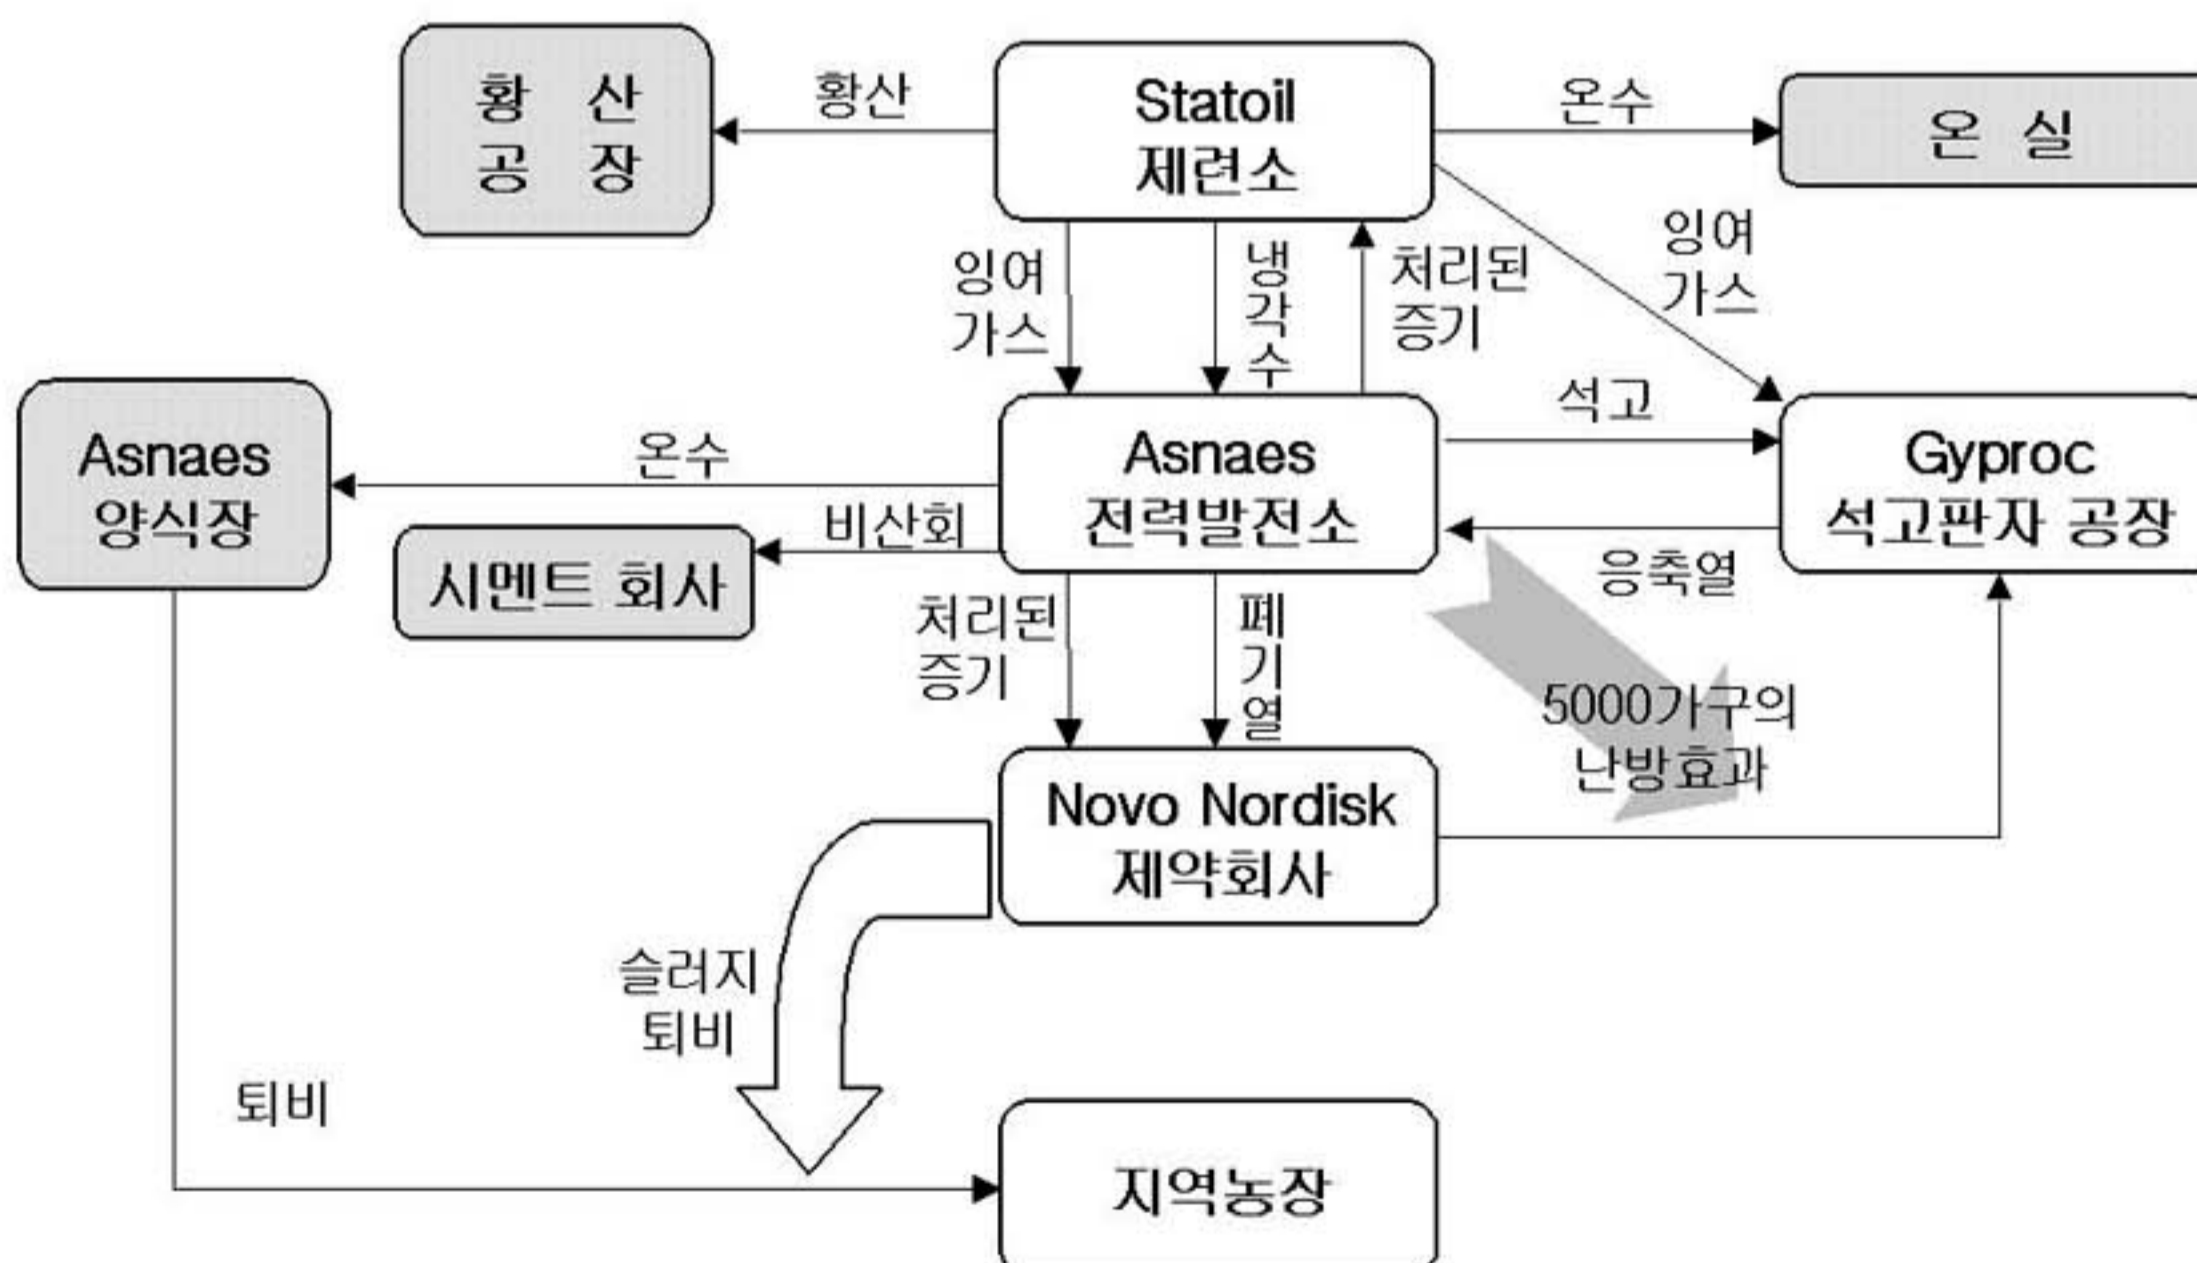 황 산
공 장
황산
Statoil
제련소
온수
온 실
잉여
가스
냉
각
수
처리된
증기
잉여
가스
석고
Asnaes
양식장
온수
비산회
시멘트 회사
Asnaes
전력발전소
Gyproc
석고판자 공장
응축열
처리된
증기
폐
기
열
5000가구의
난방효과
Novo Nordisk
제약회사
슬러지
퇴비
퇴비
지역농장